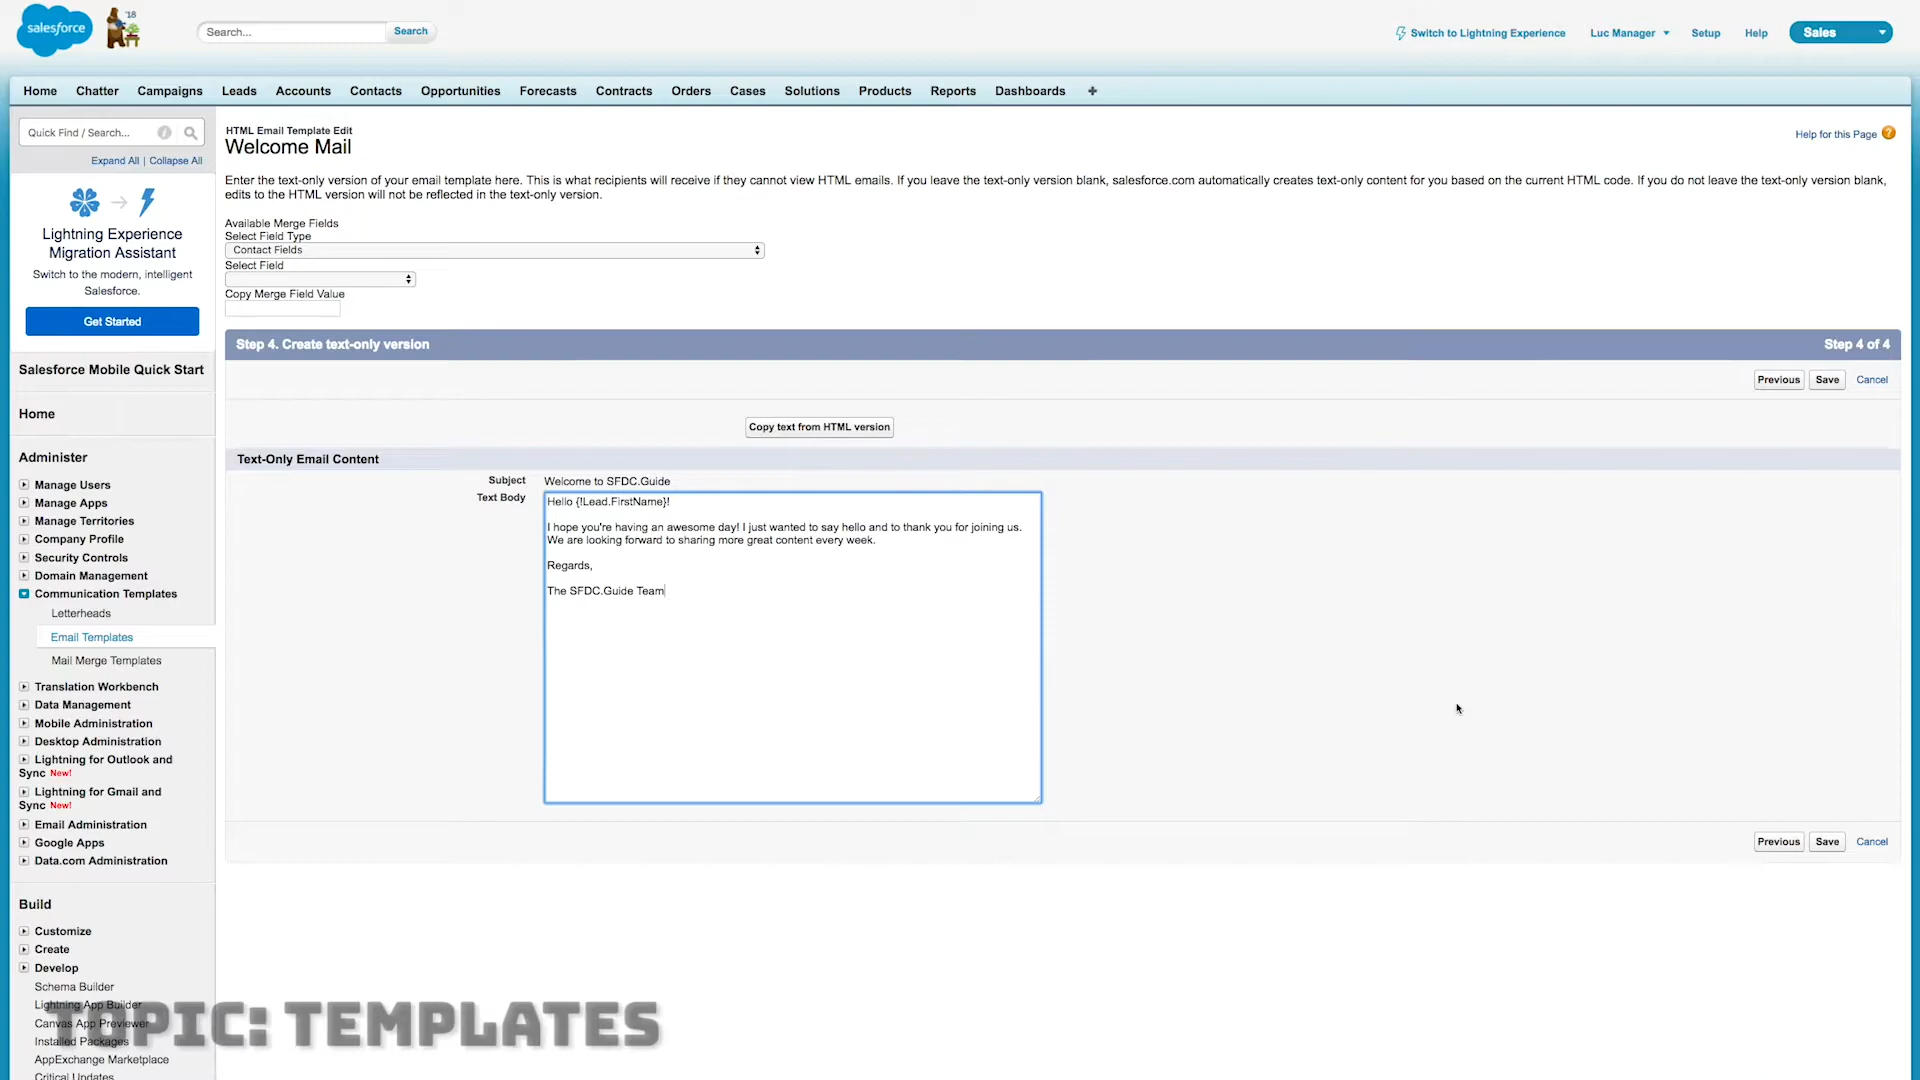 salesforce
'18
Search...
Search
Switch to Lightning Experience
Luc Manager
Setup
Help
Sales
Home
Chatter
Campaigns
Leads
Accounts
Contacts
Opportunities
Forecasts
Contracts
Orders
Cases
Solutions
Products
Reports
Dashboards
+
Quick Find / Search...
i
Expand All | Collapse All
Lightning Experience
Migration Assistant
Switch to the modern, intelligent
Salesforce.
Get Started
Salesforce Mobile Quick Start
Home
Administer
Manage Users
Manage Apps
Manage Territories
Company Profile
Security Controls
Domain Management
Communication Templates
Letterheads
Email Templates
Mail Merge Templates
Translation Workbench
Data Management
Mobile Administration
Desktop Administration
Lightning for Outlook and
Sync New!
Lightning for Gmail and
Sync New!
Email Administration
Google Apps
Data.com Administration
Build
Customize
Create
Develop
Schema Builder
Lightning App Builder
Canvas App Previewer
Installed Packages
AppExchange Marketplace
Critical Updates
HTML Email Template Edit
Welcome Mail
Help for this Page ?
Enter the text-only version of your email template here. This is what recipients will receive if they cannot view HTML emails. If you leave the text-only version blank, salesforce.com automatically creates text-only content for you based on the current HTML code. If you do not leave the text-only version blank,
edits to the HTML version will not be reflected in the text-only version.
Available Merge Fields
Select Field Type
Contact Fields
Select Field
Copy Merge Field Value
Step 4. Create text-only version
Step 4 of 4
Previous
Save
Cancel
Copy text from HTML version
Text-Only Email Content
Subject
Welcome to SFDC.Guide
Text Body
Hello {!Lead.FirstName}!
I hope you're having an awesome day! I just wanted to say hello and to thank you for joining us.
We are looking forward to sharing more great content every week.
Regards,
The SFDC.Guide Team
Previous
Save
Cancel
TOPIC: TEMPLATES